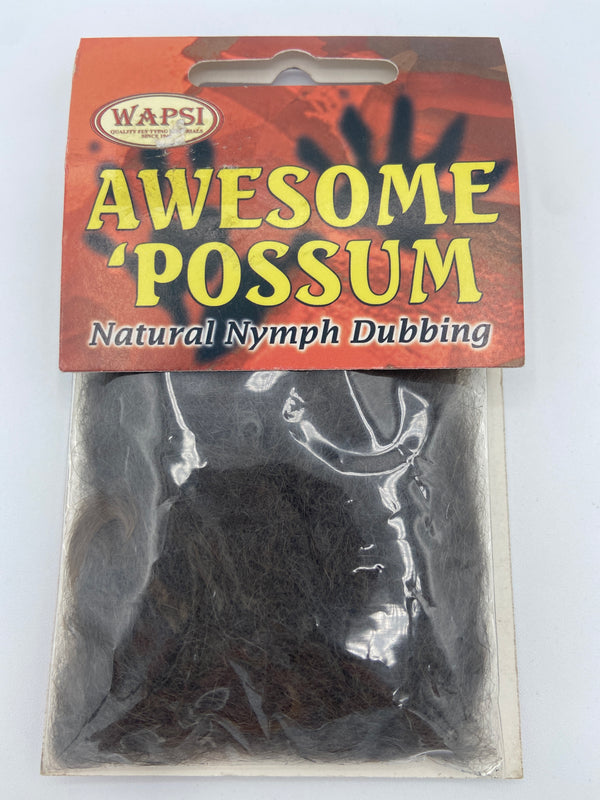 WAPSI
QUALITY FLY TYING MATERIALS
AWESOME
'POSSUM
Natural Nymph Dubbing